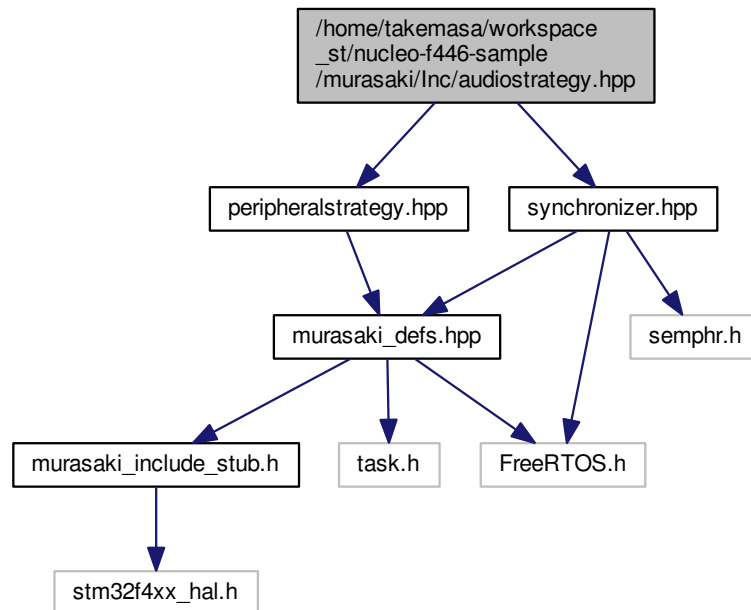 /home/takemasa/workspace
_st/nucleo-f446-sample
/murasaki/Inc/audiostrategy.hpp
peripheralstrategy.hpp
synchronizer.hpp
murasaki_defs.hpp
semphr.h
murasaki_include_stub.h
task.h
FreeRTOS.h
stm32f4xx_hal.h